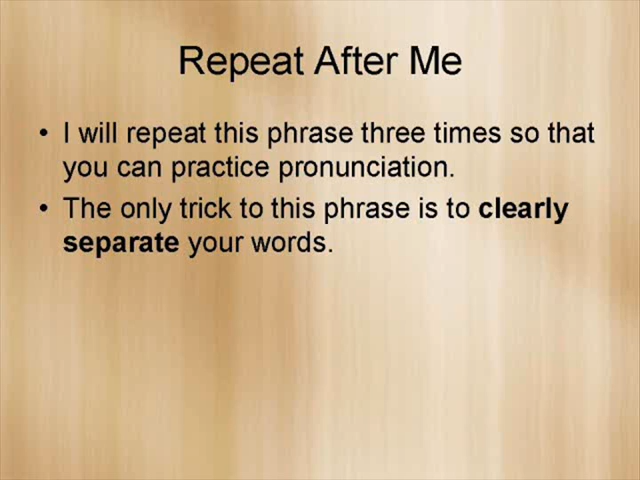 Repeat After Me
• I will repeat this phrase three times so that
you can practice pronunciation.
• The only trick to this phrase is to clearly
separate your words.